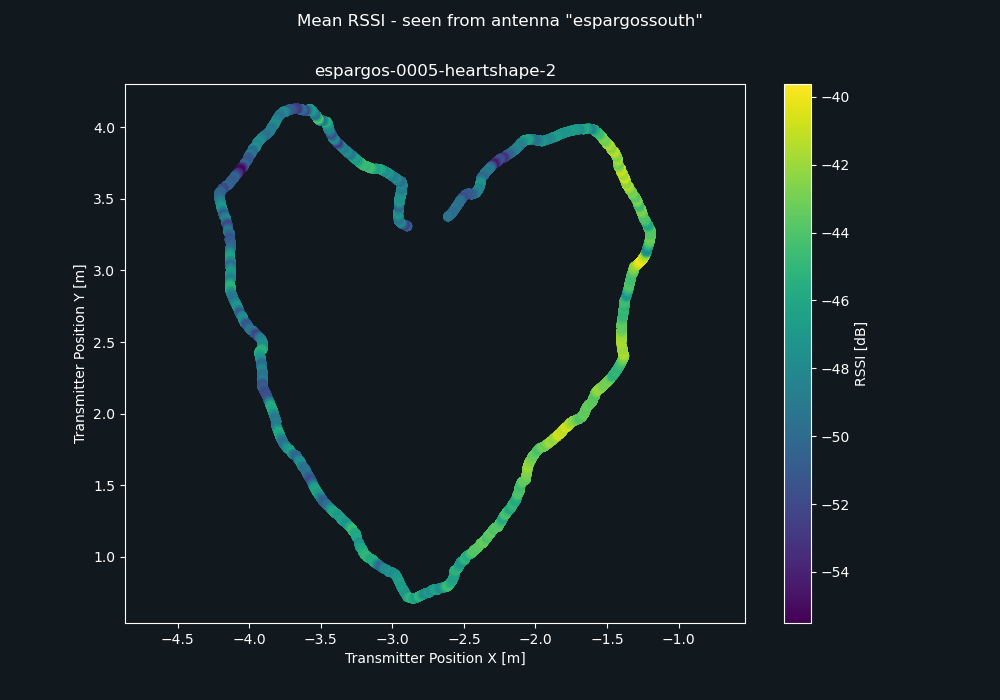 Mean RSSI - seen from antenna "espargossouth"
espargos-0005-heartshape-2
4.0
3.5
3.0
2.5
2.0
1.5
1.0
Transmitter Position Y [m]
−4.5 −4.0 −3.5 −3.0 −2.5 −2.0 −1.5 −1.0
Transmitter Position X [m]
−40
−42
−44
−46
−48
−50
−52
−54
RSSI [dB]